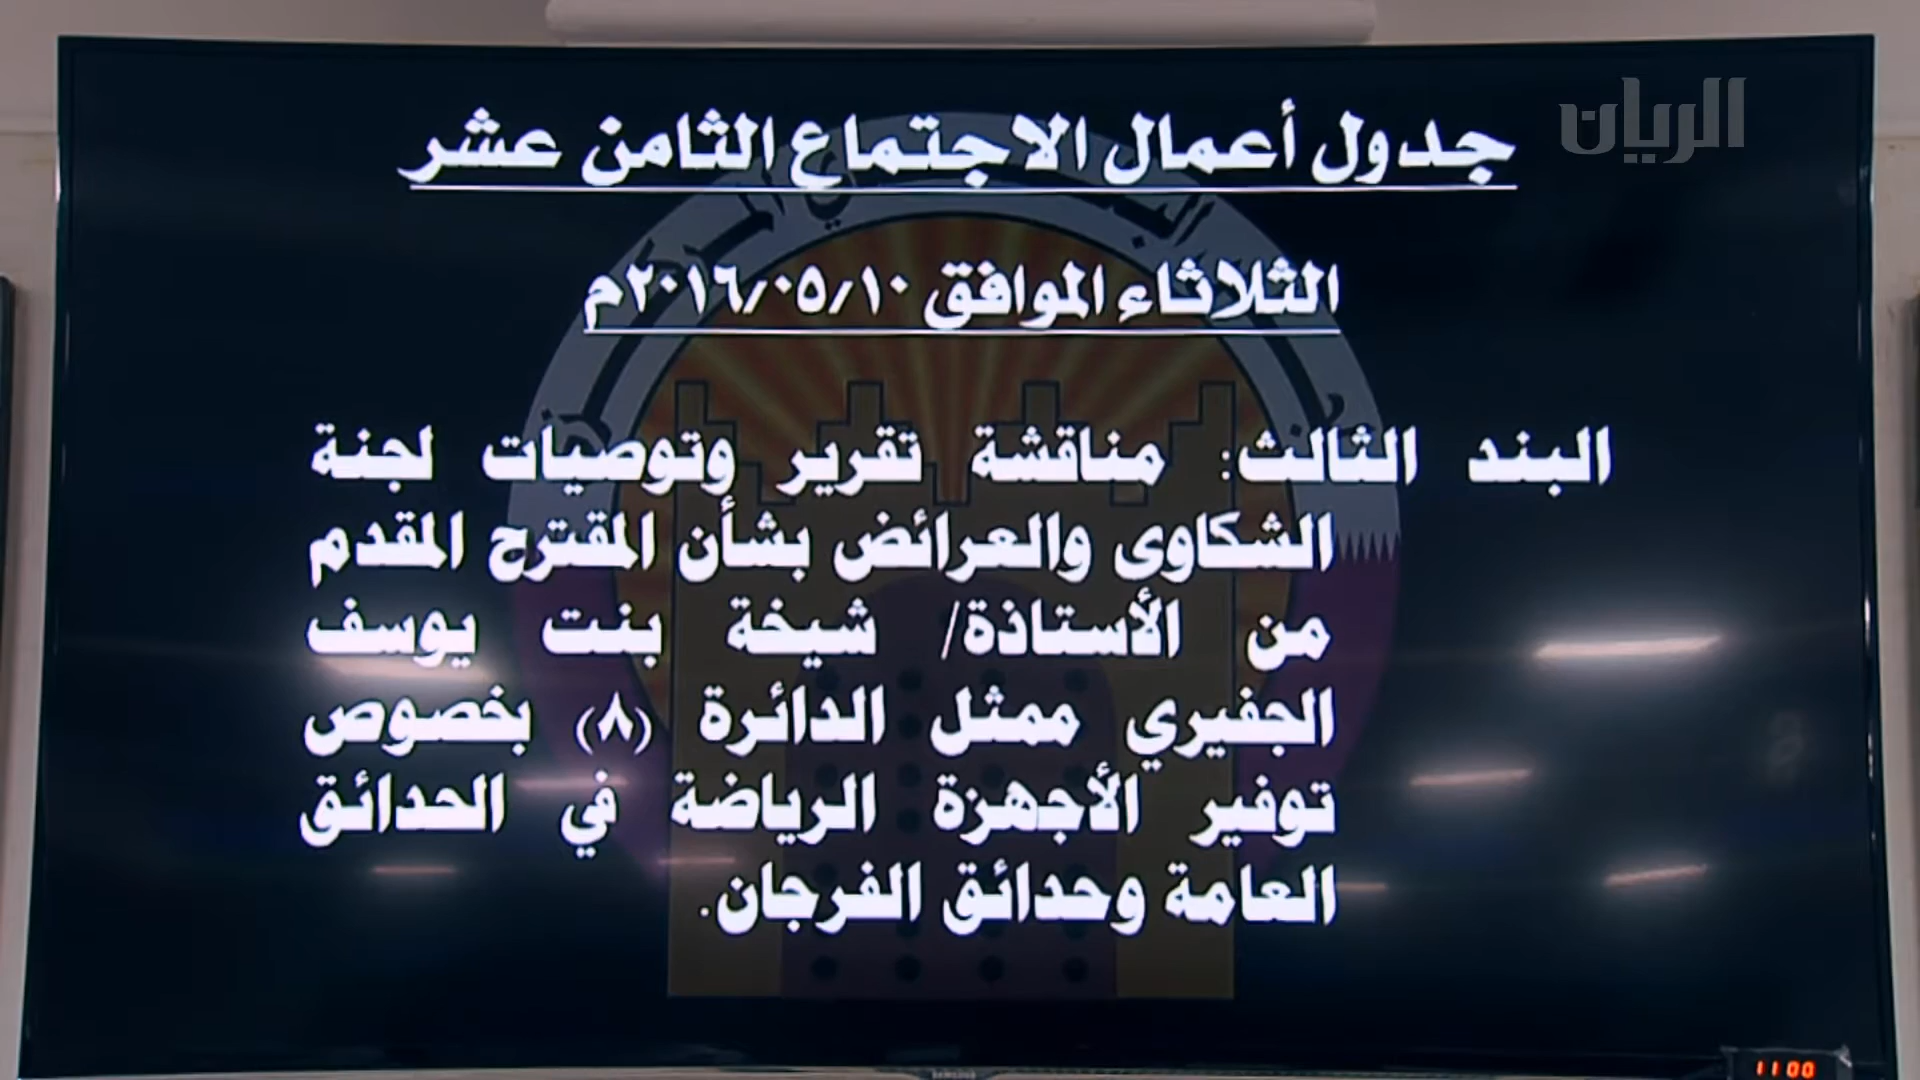 الريان
جدول أعمال الاجتماع الثامن عشر
الثلاثاء الموافق ٢٠١٦/٠٥/١٠م
البند الثالث: مناقشة تقرير وتوصيات لجنة
الشكاوى والعرائض بشأن المقترح المقدم
من الأستاذة/ شيخة بنت يوسف
الجفيري ممثل الدائرة (٨) بخصوص
توفير الأجهزة الرياضة في الحدائق
العامة وحدائق الفرجان.
SAMSUNG
11:00